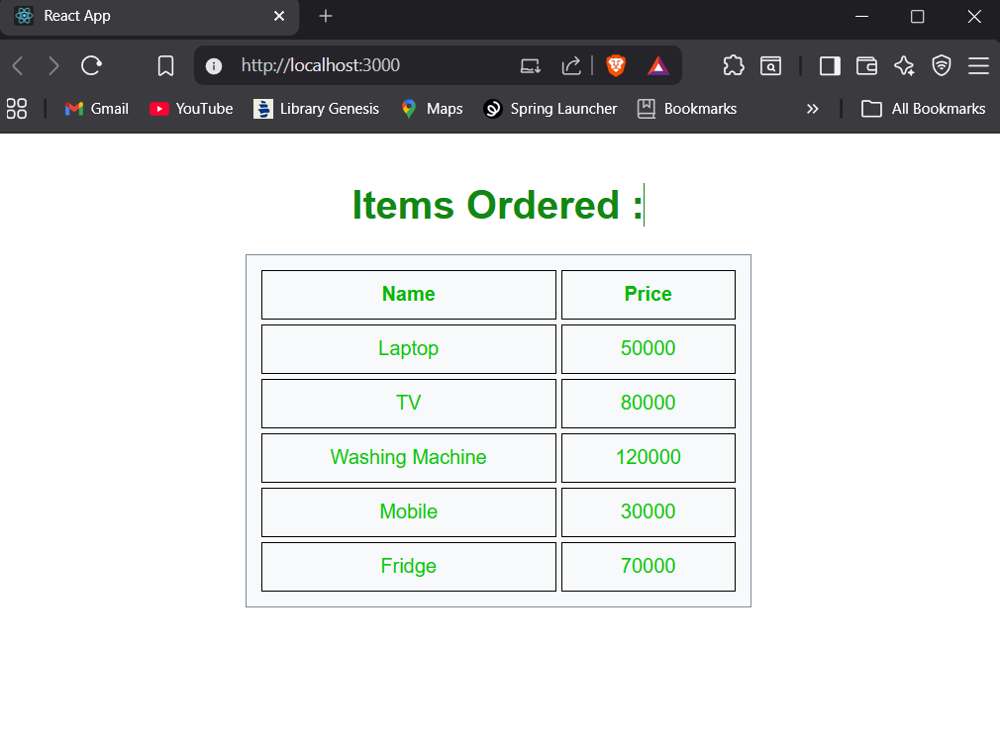 React App
http://localhost:3000
Gmail YouTube Library Genesis Maps Spring Launcher Bookmarks » All Bookmarks
Items Ordered :
Name Price
Laptop 50000
TV 80000
Washing Machine 120000
Mobile 30000
Fridge 70000